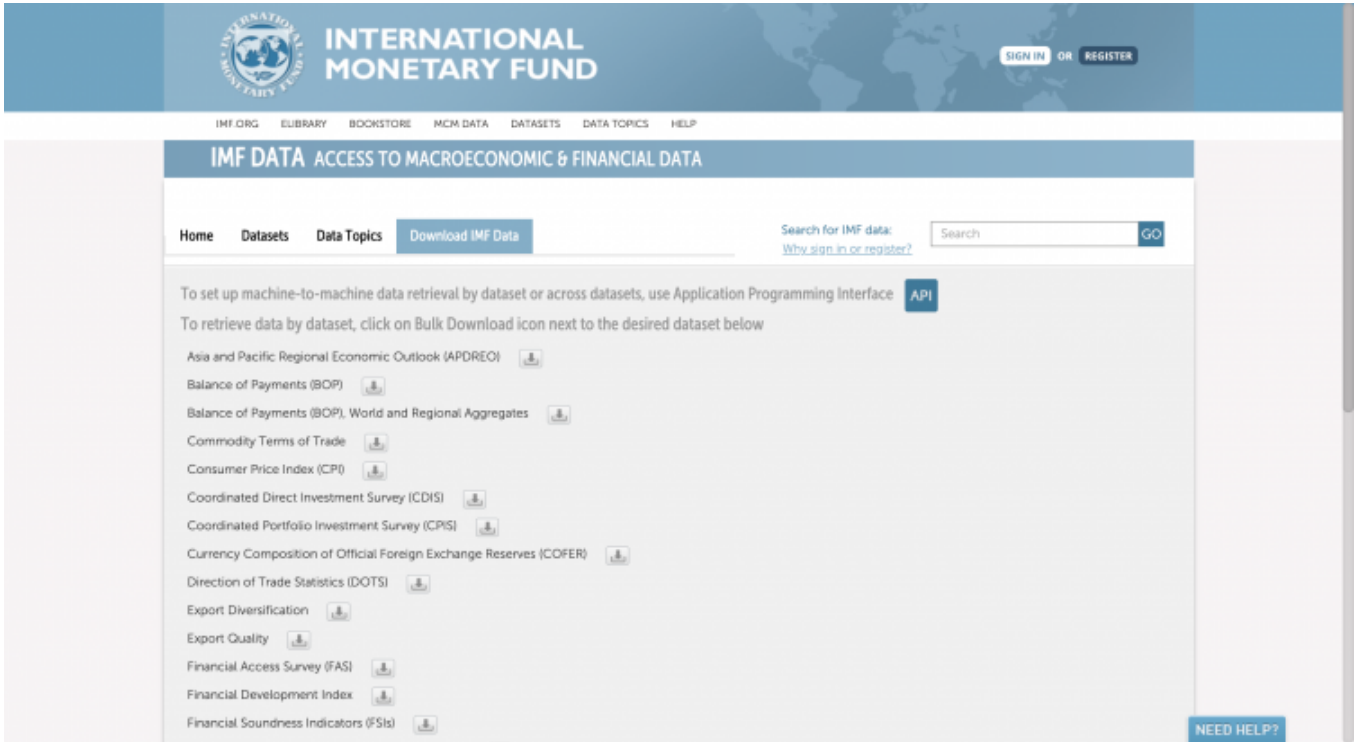 INTERNATIONAL
MONETARY FUND
INTERNATIONAL MONETARY FUND
SIGN IN OR REGISTER
IMF.ORG ELIBRARY BOOKSTORE MCM DATA DATASETS DATA TOPICS HELP
IMF DATA ACCESS TO MACROECONOMIC & FINANCIAL DATA
Home Datasets Data Topics Download IMF Data
Search for IMF data:
Why sign in or register?
Search GO
To set up machine-to-machine data retrieval by dataset or across datasets, use Application Programming Interface API
To retrieve data by dataset, click on Bulk Download icon next to the desired dataset below
Asia and Pacific Regional Economic Outlook (APDREO)
Balance of Payments (BOP)
Balance of Payments (BOP), World and Regional Aggregates
Commodity Terms of Trade
Consumer Price Index (CPI)
Coordinated Direct Investment Survey (CDIS)
Coordinated Portfolio Investment Survey (CPIS)
Currency Composition of Official Foreign Exchange Reserves (COFER)
Direction of Trade Statistics (DOTS)
Export Diversification
Export Quality
Financial Access Survey (FAS)
Financial Development Index
Financial Soundness Indicators (FSIs)
NEED HELP?